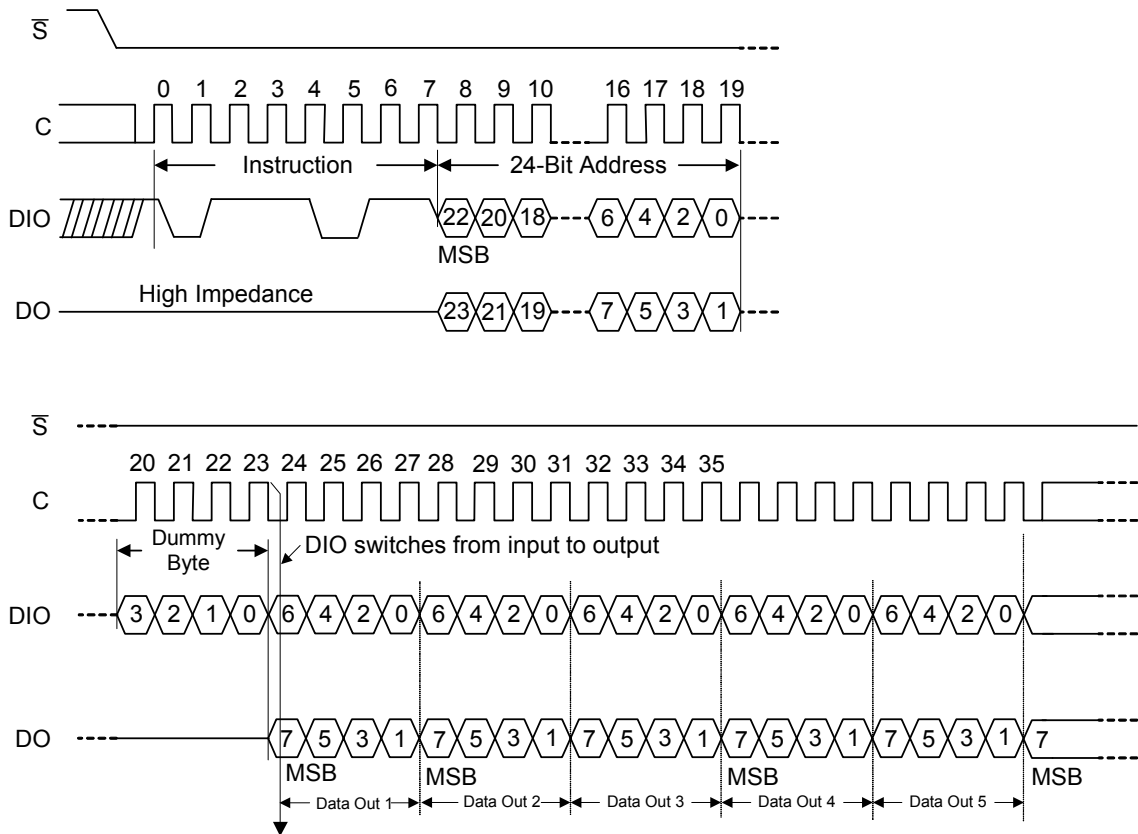 S
0 1 2 3 4 5 6 7 8 9 10 16 17 18 19
C
Instruction 24-Bit Address
DIO 22 20 18 6 4 2 0
MSB
High Impedance
DO 23 21 19 7 5 3 1
S
20 21 22 23 24 25 26 27 28 29 30 31 32 33 34 35
C
Dummy
Byte
DIO switches from input to output
DIO 3 2 1 0 6 4 2 0 6 4 2 0 6 4 2 0 6 4 2 0 6 4 2 0
DO 7 5 3 1 7 5 3 1 7 5 3 1 7 5 3 1 7 5 3 1 7
MSB MSB MSB MSB
Data Out 1 Data Out 2 Data Out 3 Data Out 4 Data Out 5